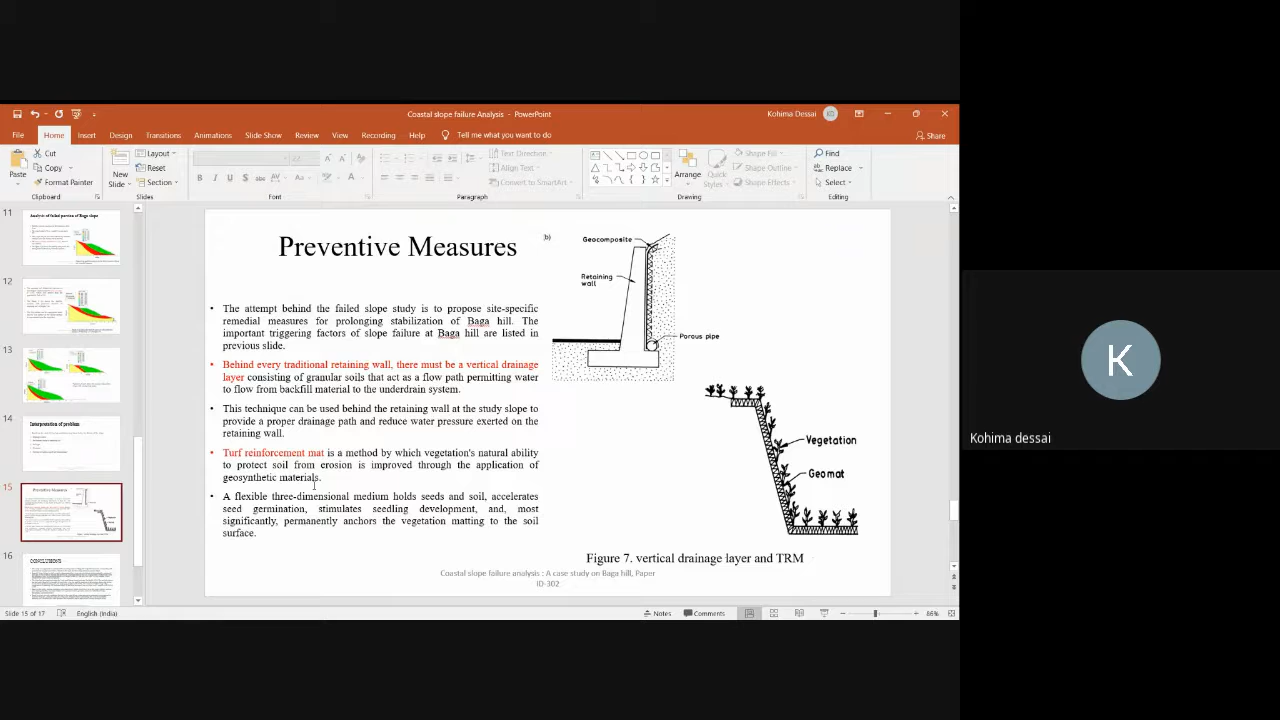 Coastal slope failure Analysis - PowerPoint
Kohima Dessai
KD
File Home Insert Design Transitions Animations Slide Show Review View Recording Help Tell me what you want to do
Share
Paste
Cut
Copy
Format Painter
Clipboard
New Slide
Layout
Reset
Section
Slides
Font
Text Direction
Align Text
Convert to SmartArt
Paragraph
Arrange
Quick Styles
Shape Fill
Shape Outline
Shape Effects
Drawing
Find
Replace
Select
Editing
11
Analysis of failed portion of Baga slope
12
13
14
Interpretation of problem
15
Preventive Measures
16
CONCLUSIONS
Preventive Measures
• The attempt behind the failed slope study is to propose site-specific
remedial measures for prolonging stabilization of Baga hill. The
important triggering factors of slope failure at Baga hill are listed in
previous slide.
• Behind every traditional retaining wall, there must be a vertical drainage
layer consisting of granular soils that act as a flow path permitting water
to flow from backfill material to the underdrain system.
• This technique can be used behind the retaining wall at the study slope to
provide a proper drainage path and reduce water pressure exerted on the
retaining wall.
• Turf reinforcement mat is a method by which vegetation's natural ability
to protect soil from erosion is improved through the application of
geosynthetic materials.
• A flexible three-dimensional medium holds seeds and soil, accelerates
seed germination, stimulates seedling development, and, most
significantly, permanently anchors the vegetation matting to the soil
surface.
(b)
Geocomposite
Retaining
wall
Porous pipe
Vegetation
Geomat
Figure 7. vertical drainage layer and TRM
Coastal slope failure analysis : A case study on Baga hill, Paper
ID-302
Slide 15 of 17
English (India)
Notes
Comments
86%
K
Kohima dessai